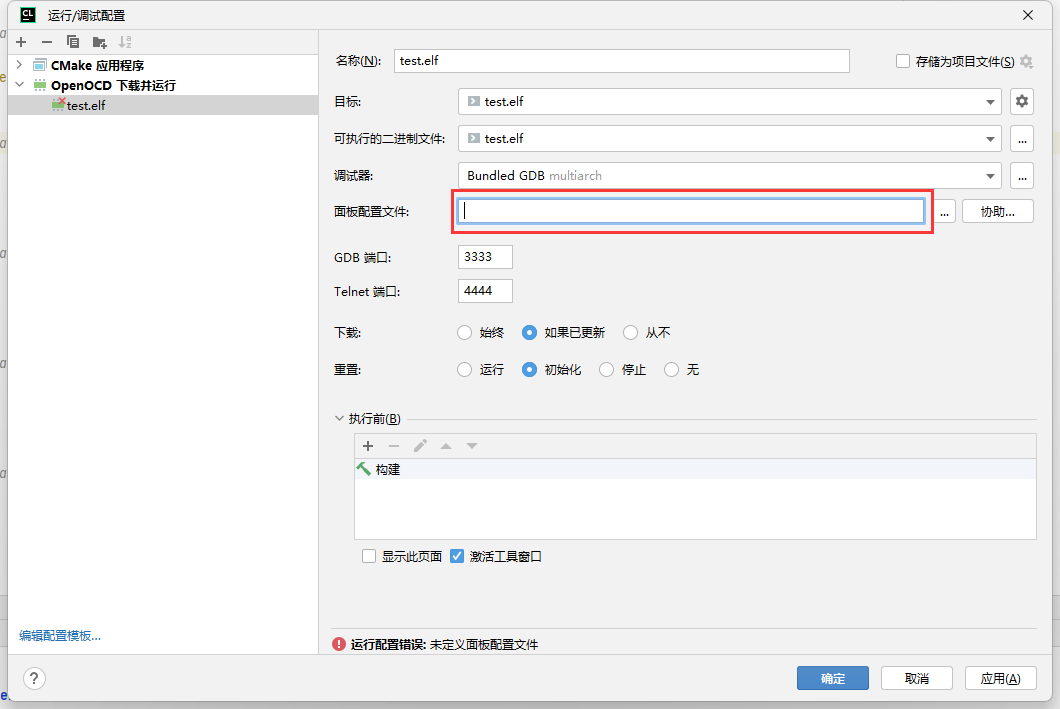 CL 运行/调试配置
CMake 应用程序
OpenOCD 下载并运行
test.elf
编辑配置模板...
名称(N): test.elf 存储为项目文件(S)
目标: test.elf
可执行的二进制文件: test.elf ...
调试器: Bundled GDB multiarch ...
面板配置文件: ... 协助...
GDB 端口: 3333
Telnet 端口: 4444
下载: 始终 如果已更新 从不
重置: 运行 初始化 停止 无
执行前(B)
构建
显示此页面 激活工具窗口
运行配置错误: 未定义面板配置文件
? 确定 取消 应用(A)